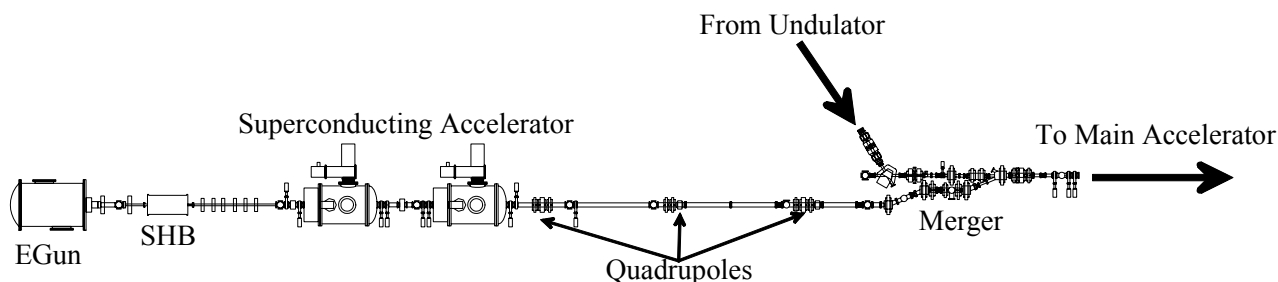 From Undulator
Superconducting Accelerator
To Main Accelerator
EGun
SHB
Quadrupoles
Merger